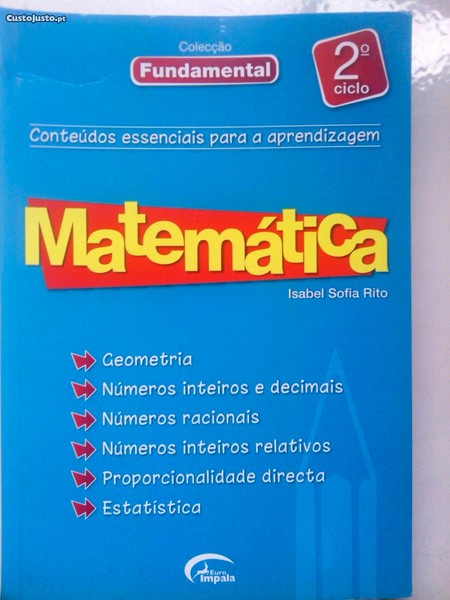 CustoJusto.pt
Colecção
Fundamental
2º
ciclo
Conteúdos essenciais para a aprendizagem
Matemática
Isabel Sofia Rito
Geometria
Números inteiros e decimais
Números racionais
Números inteiros relativos
Proporcionalidade directa
Estatística
Euro
Impala